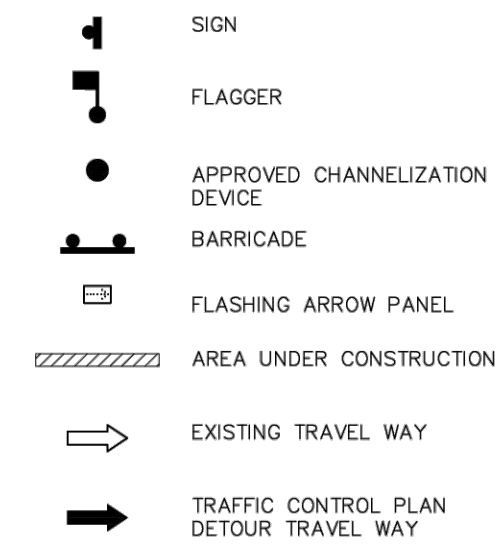 SIGN
FLAGGER
APPROVED CHANNELIZATION
DEVICE
BARRICADE
FLASHING ARROW PANEL
AREA UNDER CONSTRUCTION
EXISTING TRAVEL WAY
TRAFFIC CONTROL PLAN
DETOUR TRAVEL WAY